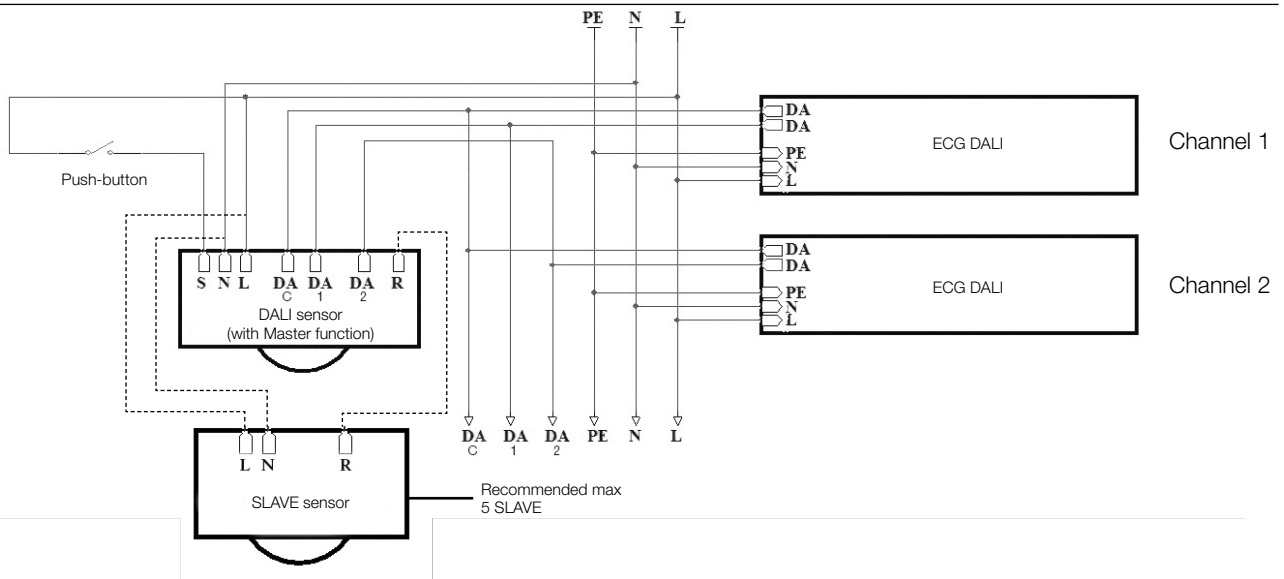 PE N L
DA
DA
ECG DALI
Channel 1
PE
N
L
Push-button
DA
DA
ECG DALI
Channel 2
PE
N
L
S N L DA DA DA R
C 1 2
DALI sensor
(with Master function)
DA DA DA PE N L
C 1 2
L N R
SLAVE sensor
Recommended max
5 SLAVE